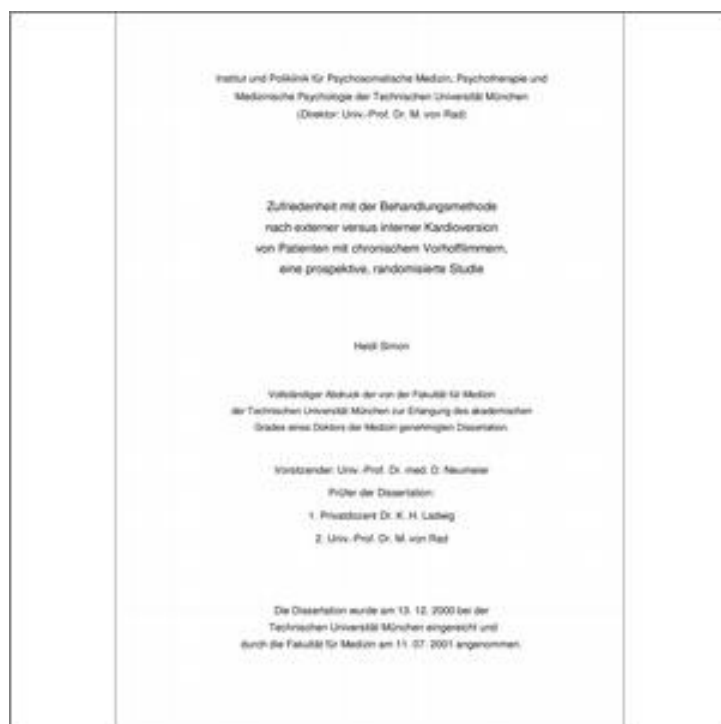 Institut und Poliklinik für Psychosomatische Medizin, Psychotherapie und
Medizinische Psychologie der Technischen Universität München
(Direktor: Univ.-Prof. Dr. M. von Rad)
Zufriedenheit mit der Behandlungsmethode
nach externer versus interner Kardioversion
von Patienten mit chronischem Vorhofflimmern,
eine prospektive, randomisierte Studie
Heidi Simon
Vollständiger Abdruck der von der Fakultät für Medizin
der Technischen Universität München zur Erlangung des akademischen
Grades eines Doktors der Medizin genehmigten Dissertation.
Vorsitzender: Univ.-Prof. Dr. med. D. Neumeier
Prüfer der Dissertation:
1. Privatdozent Dr. K. H. Ladwig
2. Univ.-Prof. Dr. M. von Rad
Die Dissertation wurde am 13. 12. 2000 bei der
Technischen Universität München eingereicht und
durch die Fakultät für Medizin am 11. 07. 2001 angenommen.